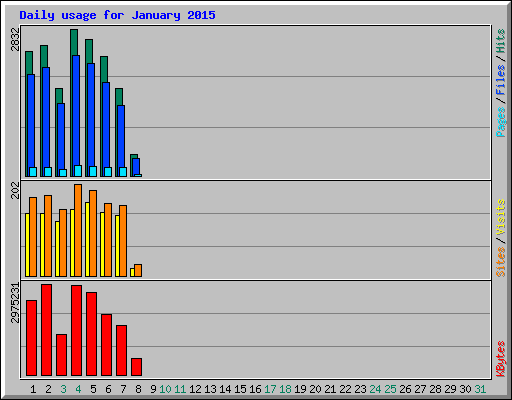 Daily usage for January 2015
2832
Pages/Files/Hits
202
Sites/Visits
2975231
KBytes
1 2 3 4 5 6 7 8 9 10 11 12 13 14 15 16 17 18 19 20 21 22 23 24 25 26 27 28 29 30 31